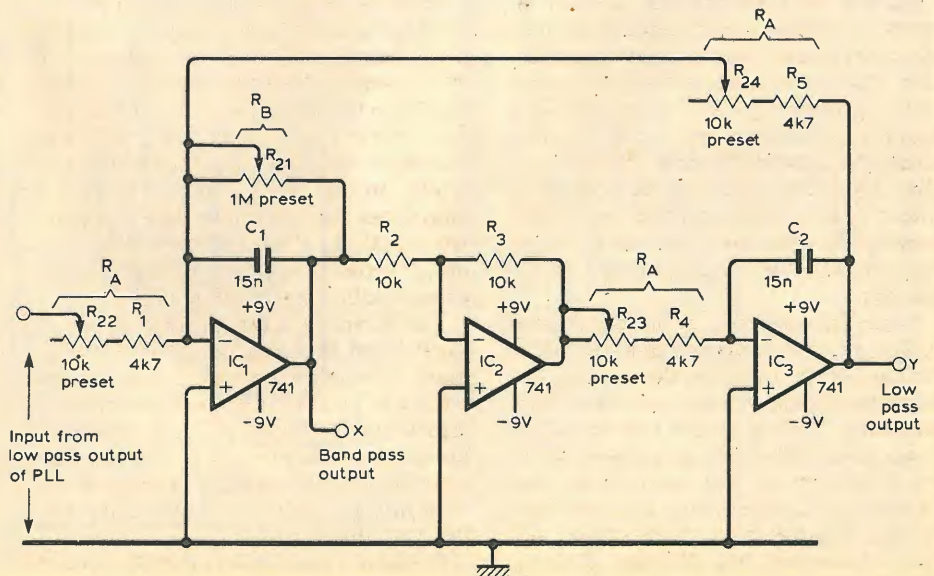 R_A
R_24
R_5
10k
preset
4k7
R_B
R_21
1M preset
C_1
15n
R_2
10k
R_3
10k
C_2
15n
R_A
R_22
R_1
10k
preset
4k7
+9V
−
+
IC_1
741
−9V
+9V
−
+
IC_2
741
−9V
R_A
R_23
R_4
10k
preset
4k7
+9V
−
+
IC_3
741
−9V
Y
Low
pass
output
X
Band pass
output
Input from
low pass output
of PLL